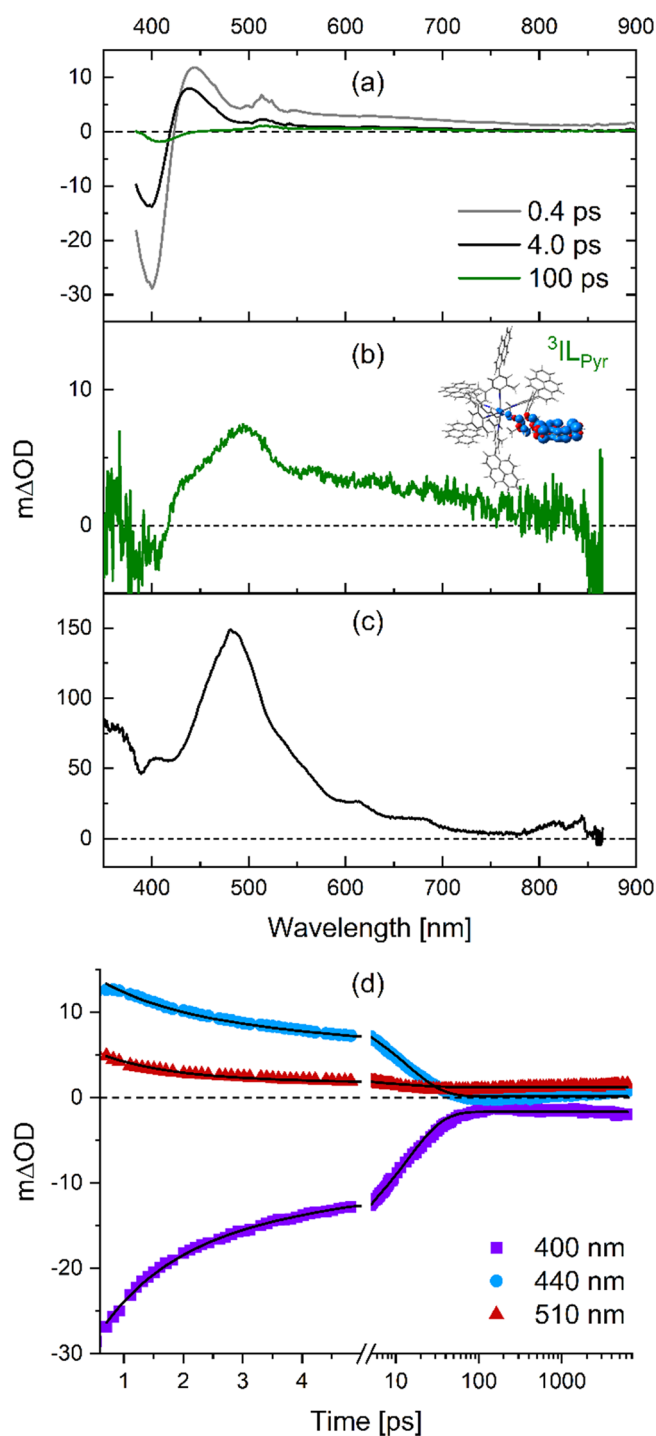 400 500 600 700 800 900
(a)
10
0
-10
-20
-30
0.4 ps
4.0 ps
100 ps
(b)
³IL_Pyr
10
0
mΔOD
(c)
150
100
50
0
400 500 600 700 800 900
Wavelength [nm]
(d)
10
0
-10
-20
-30
mΔOD
400 nm
440 nm
510 nm
1 2 3 4 10 100 1000
Time [ps]